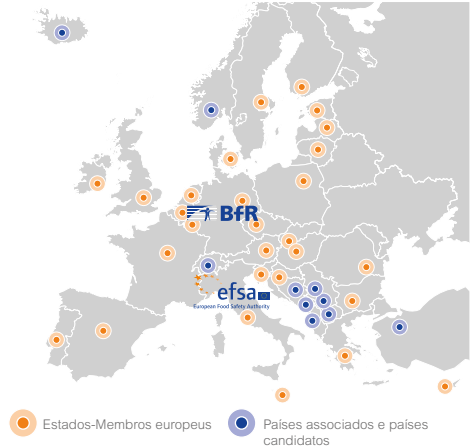 BfR
efsa
European Food Safety Authority
Estados-Membros europeus
Países associados e países
candidatos